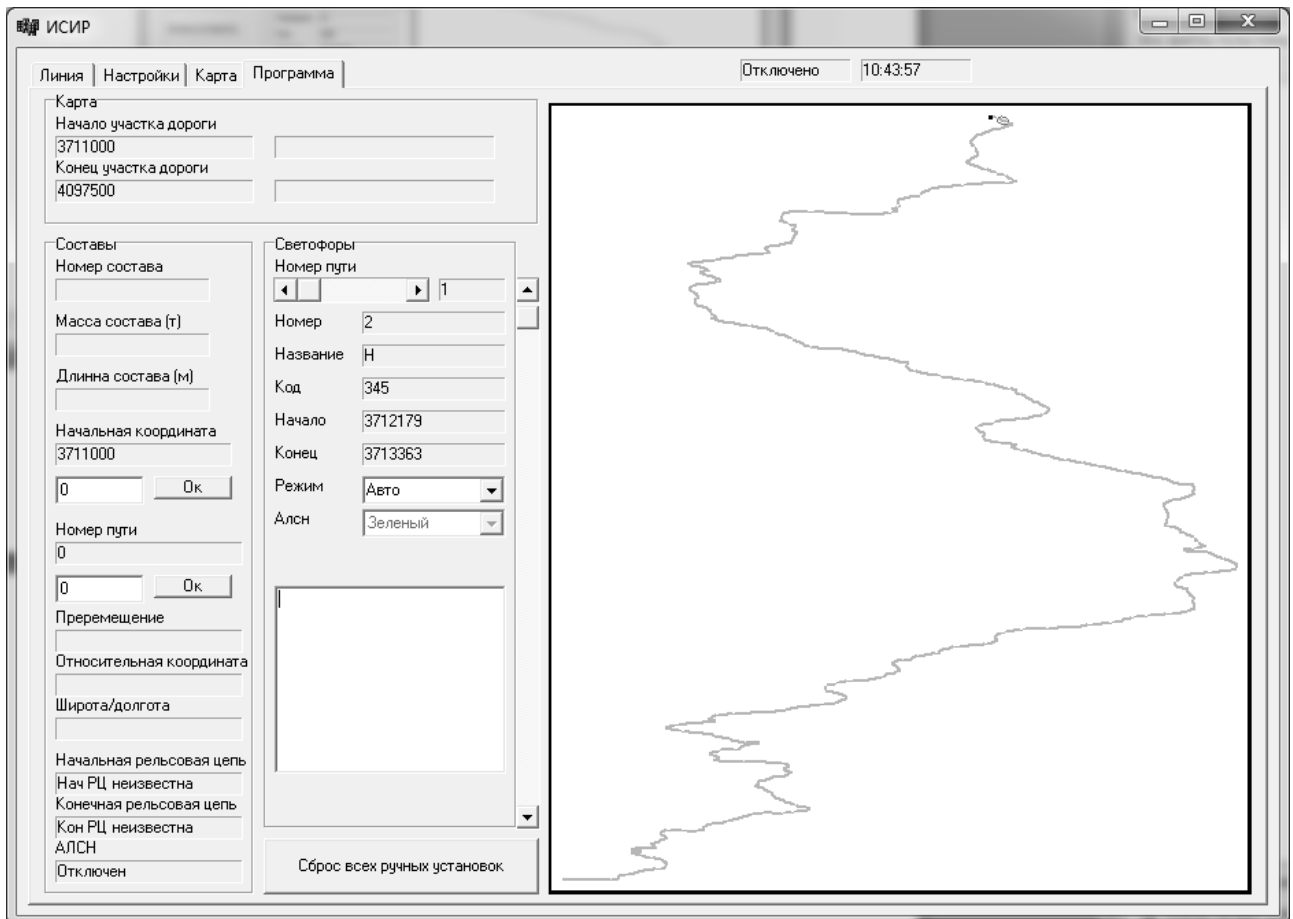 ИСИР
Линия Настройки Карта Программа
Отключено 10:43:57
Карта
Начало участка дороги
3711000
Конец участка дороги
4097500
Составы
Номер состава
Масса состава (т)
Длинна состава (м)
Начальная координата
3711000
0 Ок
Номер пути
0
0 Ок
Преремещение
Относительная координата
Широта/долгота
Начальная рельсовая цепь
Нач РЦ неизвестна
Конечная рельсовая цепь
Кон РЦ неизвестна
АЛСН
Отключен
Светофоры
Номер пути
1
Номер 2
Название Н
Код 345
Начало 3712179
Конец 3713363
Режим Авто
Алсн Зеленый
Сброс всех ручных установок